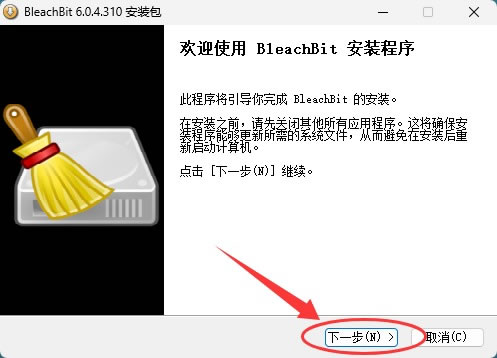 BleachBit 6.0.4.310 安装包
欢迎使用 BleachBit 安装程序
此程序将引导你完成 BleachBit 的安装。
在安装之前，请先关闭其他所有应用程序。这将确保安
装程序能够更新所需的系统文件，从而避免在安装后重
新启动计算机。
点击 [下一步(N)] 继续。
下一步(N) >
取消(C)